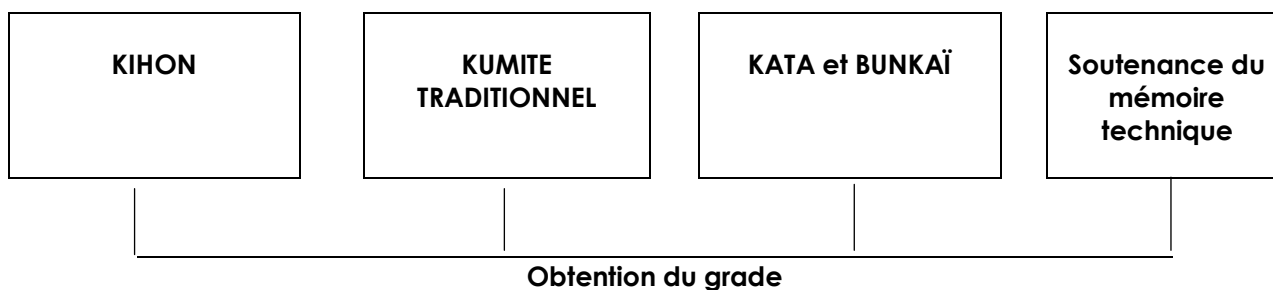 KIHON
KUMITE
TRADITIONNEL
KATA et BUNKAÏ
Soutenance du
mémoire
technique
Obtention du grade